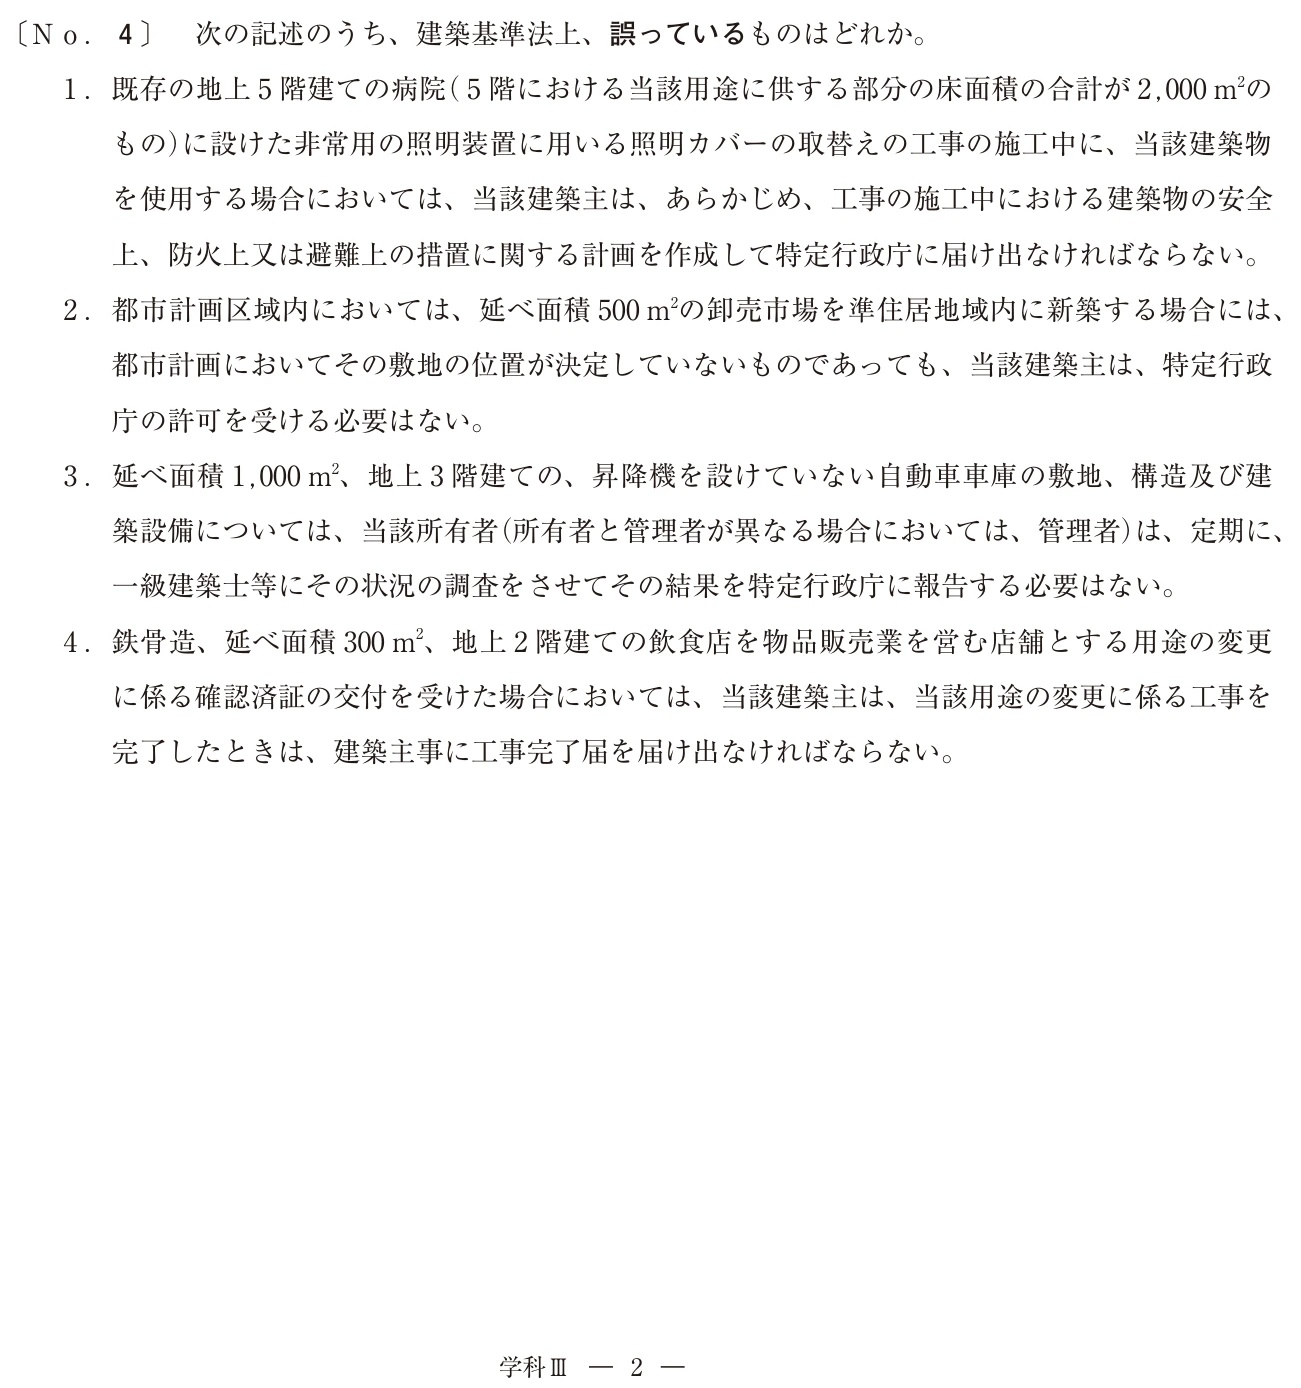 〔No. 4〕 次の記述のうち、建築基準法上、誤っているものはどれか。
1. 既存の地上5階建ての病院(5階における当該用途に供する部分の床面積の合計が2,000 m²の
もの)に設けた非常用の照明装置に用いる照明カバーの取替えの工事の施工中に、当該建築物
を使用する場合においては、当該建築主は、あらかじめ、工事の施工中における建築物の安全
上、防火上又は避難上の措置に関する計画を作成して特定行政庁に届け出なければならない。
2. 都市計画区域内においては、延べ面積500 m²の卸売市場を準住居地域内に新築する場合には、
都市計画においてその敷地の位置が決定していないものであっても、当該建築主は、特定行政
庁の許可を受ける必要はない。
3. 延べ面積1,000 m²、地上3階建ての、昇降機を設けていない自動車車庫の敷地、構造及び建
築設備については、当該所有者(所有者と管理者が異なる場合においては、管理者)は、定期に、
一級建築士等にその状況の調査をさせてその結果を特定行政庁に報告する必要はない。
4. 鉄骨造、延べ面積300 m²、地上2階建ての飲食店を物品販売業を営む店舗とする用途の変更
に係る確認済証の交付を受けた場合においては、当該建築主は、当該用途の変更に係る工事を
完了したときは、建築主事に工事完了届を届け出なければならない。
学科Ⅲ — 2 —